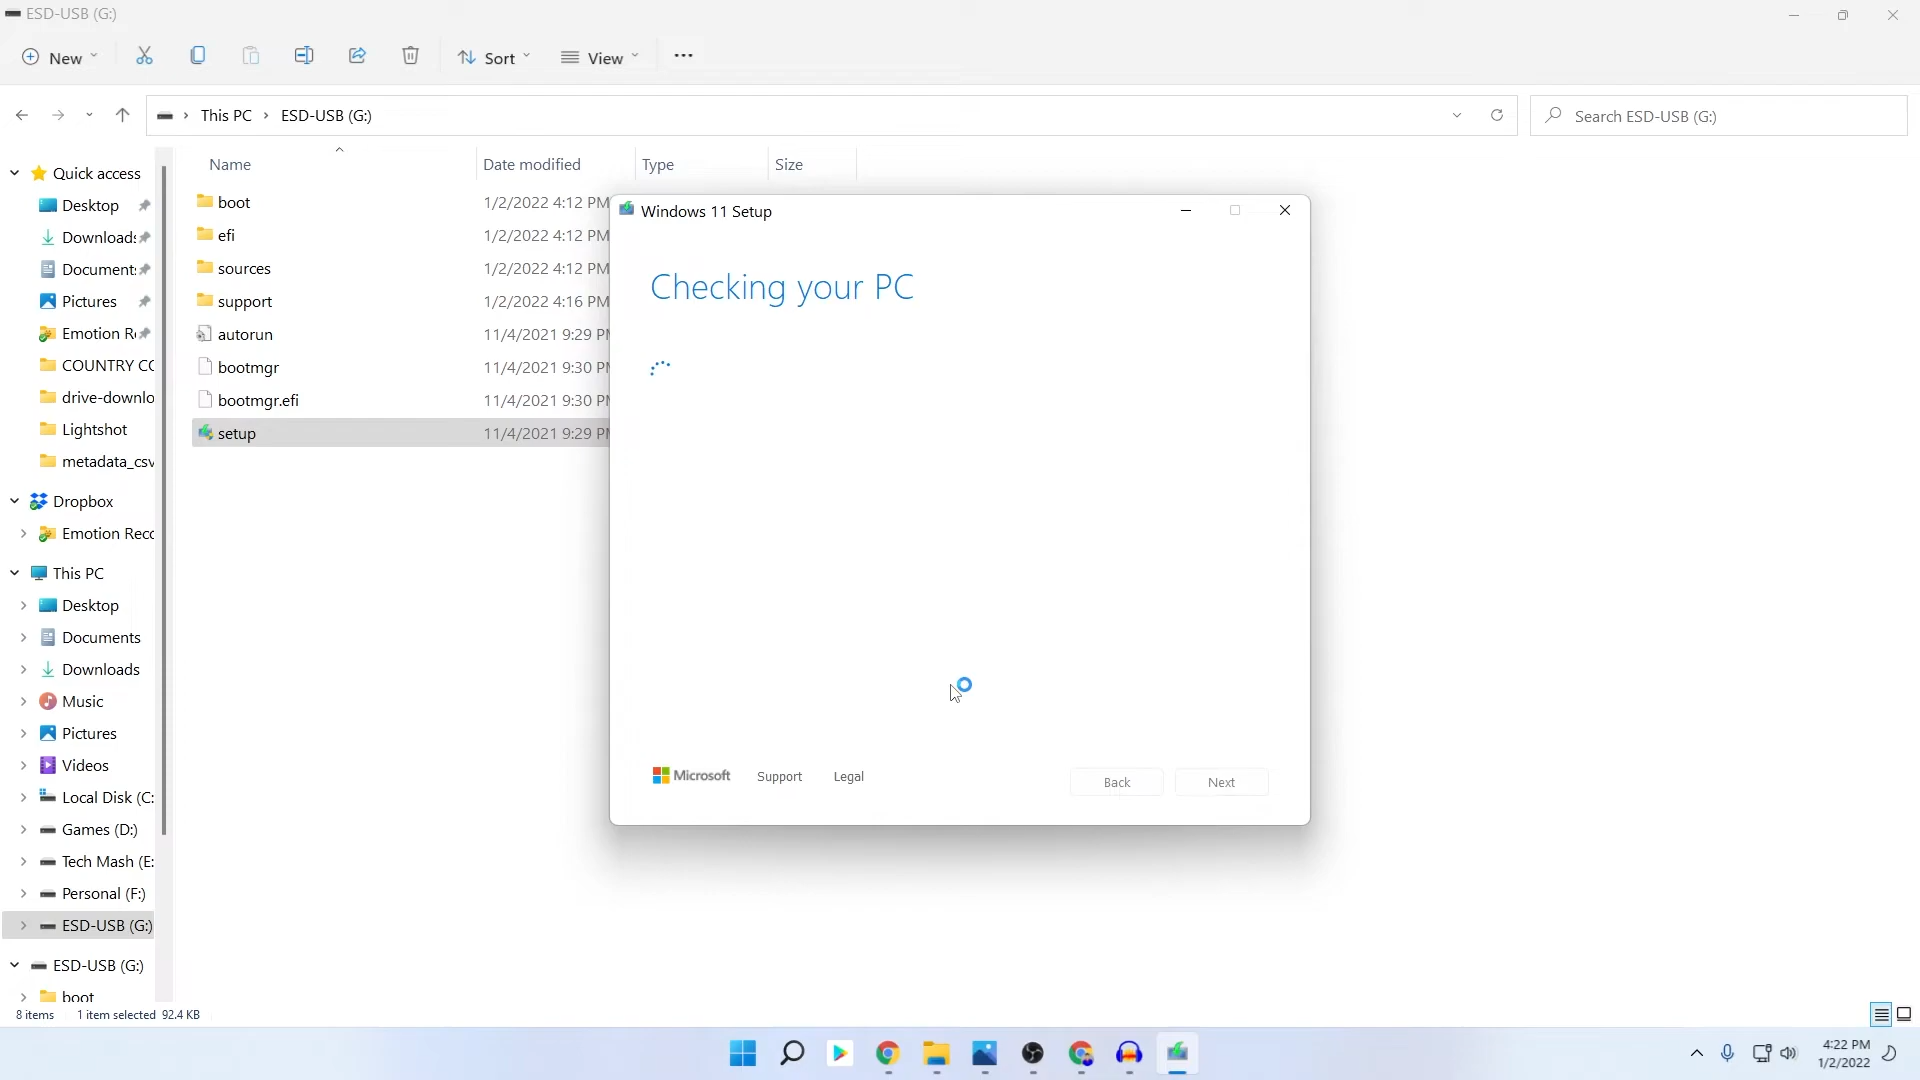 ESD-USB (G:)
New
Sort
View
This PC
ESD-USB (G:)
Search ESD-USB (G:)
Name
Date modified
Type
Size
Quick access
Desktop
Downloads
Document
Pictures
Emotion R
COUNTRY CC
drive-downlo
Lightshot
metadata_csv
Dropbox
Emotion Reco
This PC
Desktop
Documents
Downloads
Music
Pictures
Videos
Local Disk (C:
Games (D:)
Tech Mash (E:
Personal (F:)
ESD-USB (G:)
ESD-USB (G:)
boot
boot 1/2/2022 4:12 PM
efi 1/2/2022 4:12 PM
sources 1/2/2022 4:12 PM
support 1/2/2022 4:16 PM
autorun 11/4/2021 9:29 PM
bootmgr 11/4/2021 9:30 PM
bootmgr.efi 11/4/2021 9:30 PM
setup 11/4/2021 9:29 PM
Windows 11 Setup
Checking your PC
Microsoft
Support
Legal
Back
Next
8 items
1 item selected 92.4 KB
4:22 PM
1/2/2022